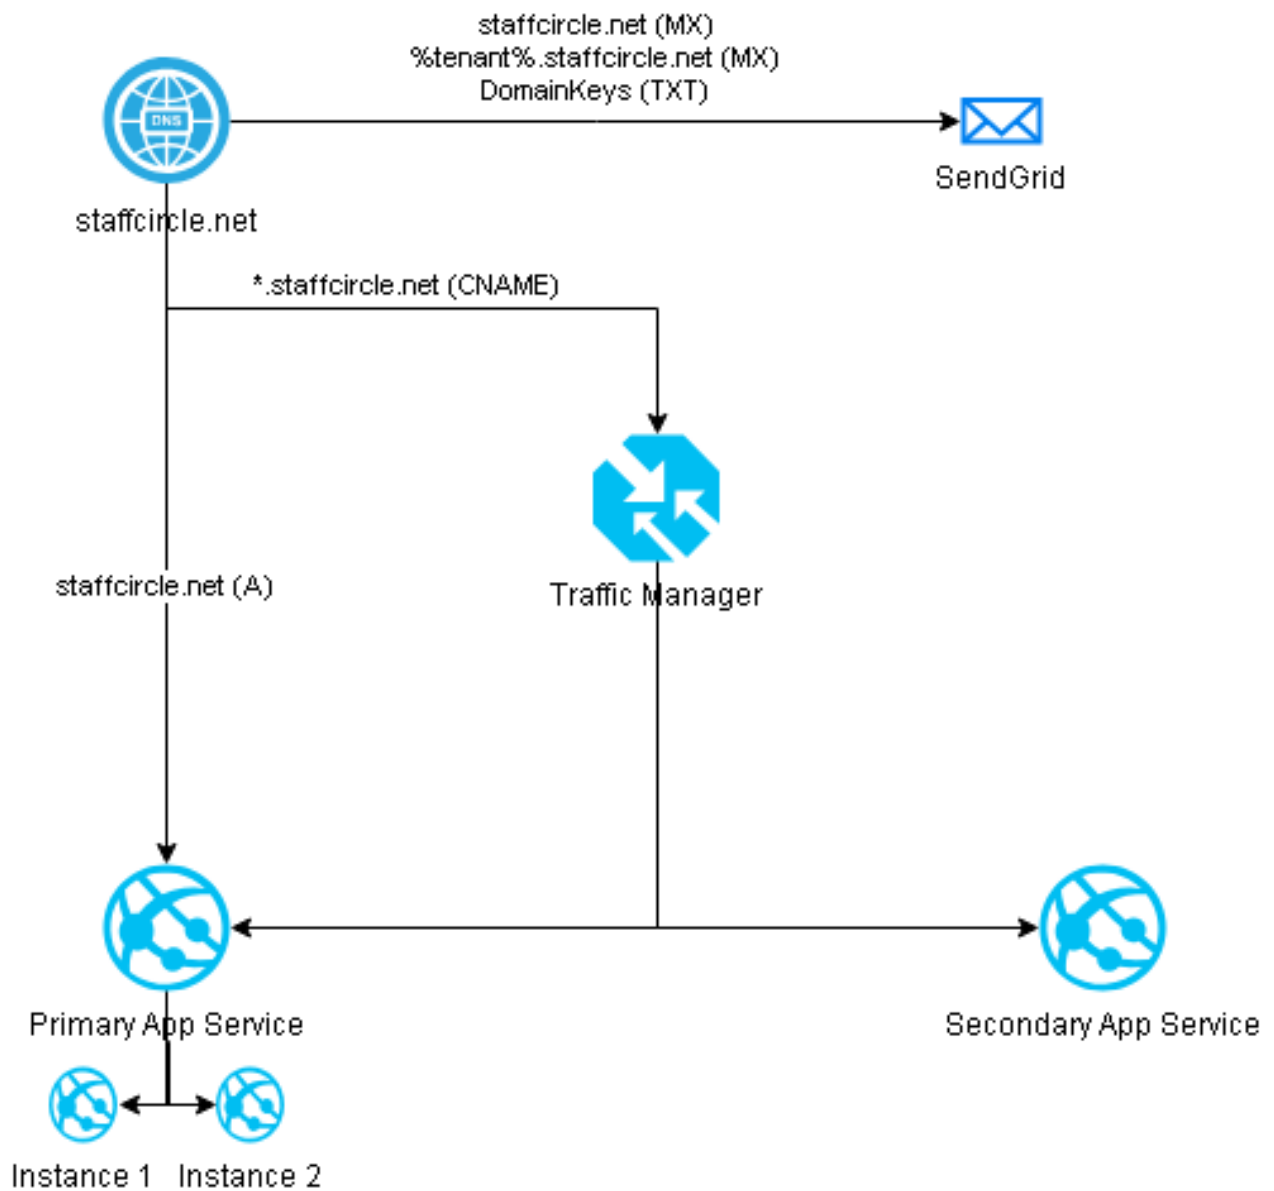 staffcircle.net (MX)
%tenant%.staffcircle.net (MX)
DomainKeys (TXT)
DNS
SendGrid
staffcircle.net
*.staffcircle.net (CNAME)
staffcircle.net (A)
Traffic Manager
Primary App Service
Secondary App Service
Instance 1
Instance 2